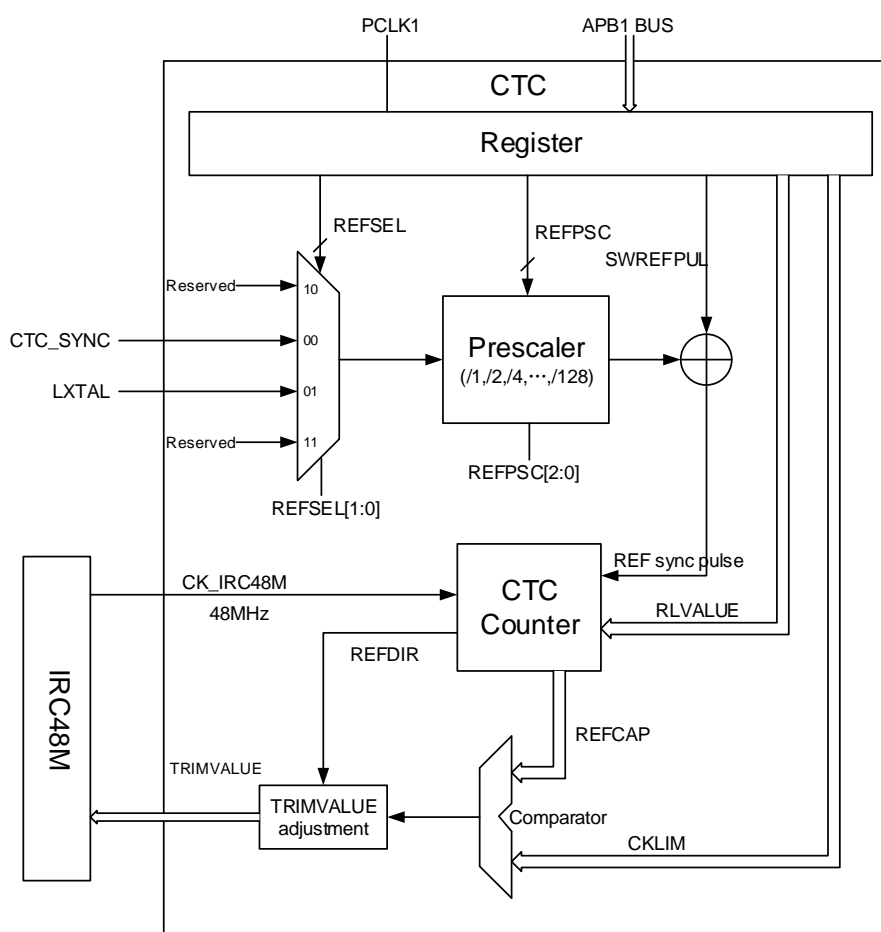 PCLK1
APB1 BUS
CTC
Register
REFSEL
REFPSC
SWREFPUL
Reserved
10
CTC_SYNC
00
Prescaler
(/1,/2,/4,⋯,/128)
LXTAL
01
Reserved
11
REFPSC[2:0]
REFSEL[1:0]
REF sync pulse
CK_IRC48M
48MHz
CTC
Counter
RLVALUE
REFDIR
IRC48M
REFCAP
TRIMVALUE
TRIMVALUE
adjustment
Comparator
CKLIM